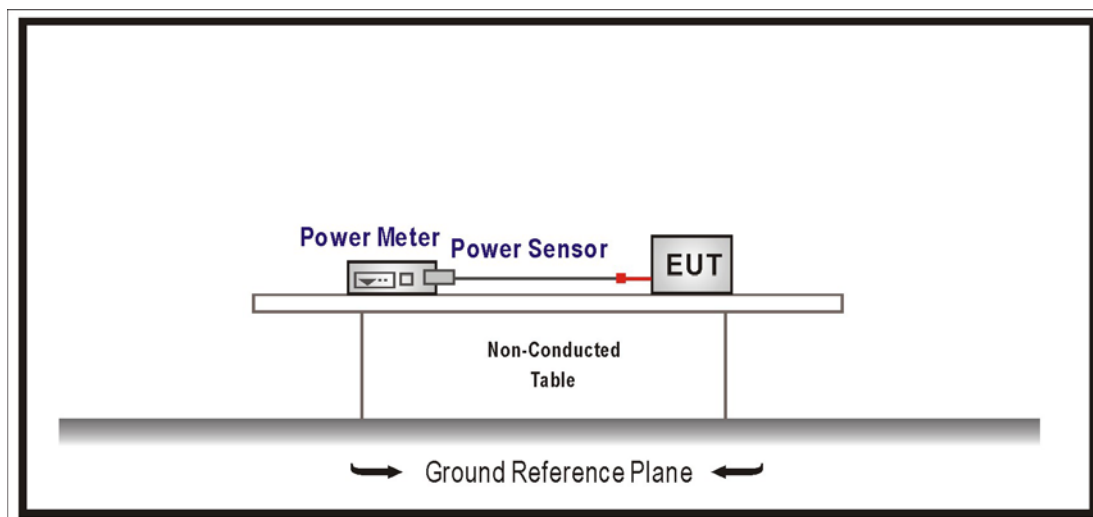 Power Meter
Power Sensor
EUT
Non-Conducted
Table
Ground Reference Plane